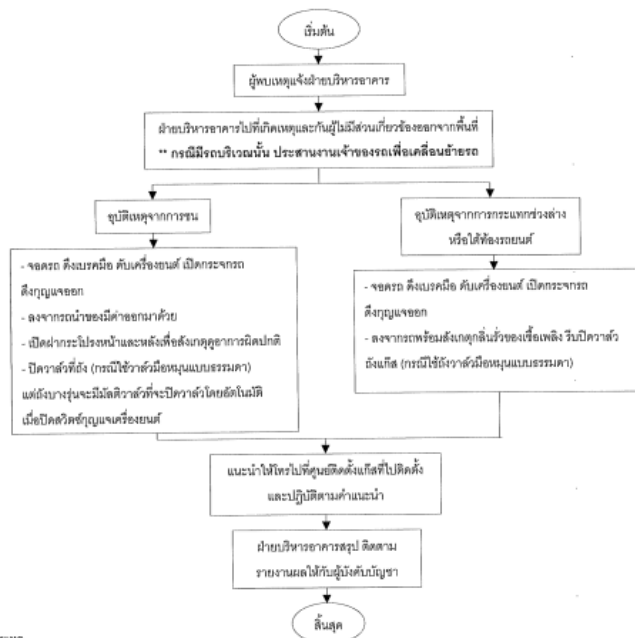 เริ่มต้น
ผู้พบเหตุแจ้งฝ่ายบริหารอาคาร
ฝ่ายบริหารอาคารไปที่เกิดเหตุและกันผู้ไม่มีส่วนเกี่ยวข้องออกจากพื้นที่
** กรณีมีรถบริเวณนั้น ประสานงานเจ้าของรถเพื่อเคลื่อนย้ายรถ
อุบัติเหตุจากการชน
- จอดรถ ดึงเบรคมือ ดับเครื่องยนต์ เปิดกระจกรถ
ดึงกุญแจออก
- ลงจากรถนำของมีค่าออกมาด้วย
- เปิดฝากระโปรงหน้าและหลังเพื่อสังเกตุดูอาการผิดปกติ
- ปิดวาล์วที่ถัง (กรณีใช้วาล์วมือหมุนแบบธรรมดา)
แต่ถังบางรุ่นจะมีมัลติวาล์วที่จะปิดวาล์วโดยอัตโนมัติ
เมื่อปิดสวิตซ์กุญแจเครื่องยนต์
อุบัติเหตุจากการกระแทกช่วงล่าง
หรือใต้ท้องรถยนต์
- จอดรถ ดึงเบรคมือ ดับเครื่องยนต์ เปิดกระจกรถ
ดึงกุญแจออก
- ลงจากรถพร้อมสังเกตุกลิ่นรั่วของเชื้อเพลิง รีบปิดวาล์ว
ถังแก๊ส (กรณีใช้ถังวาล์วมือหมุนแบบธรรมดา)
แนะนำให้โทรไปที่ศูนย์ติดตั้งแก๊สที่ไปติดตั้ง
และปฏิบัติตามคำแนะนำ
ฝ่ายบริหารอาคารสรุป ติดตาม
รายงานผลให้กับผู้บังคับบัญชา
สิ้นสุด